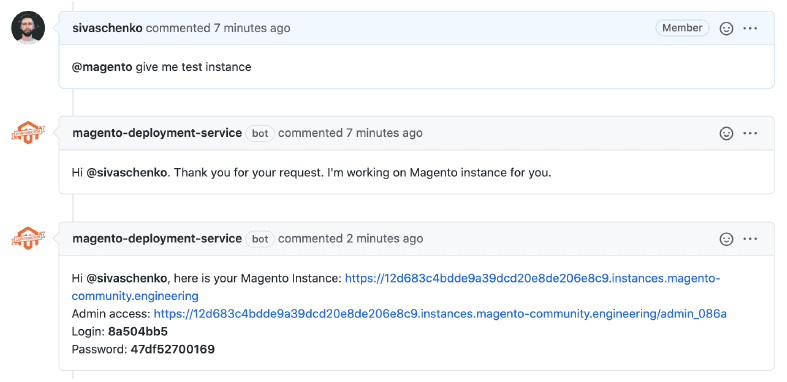 sivaschenko commented 7 minutes ago Member
@magento give me test instance
magento-deployment-service bot commented 7 minutes ago
Hi @sivaschenko. Thank you for your request. I'm working on Magento instance for you.
magento-deployment-service bot commented 2 minutes ago
Hi @sivaschenko, here is your Magento Instance: https://12d683c4bdde9a39dcd20e8de206e8c9.instances.magento-
community.engineering
Admin access: https://12d683c4bdde9a39dcd20e8de206e8c9.instances.magento-community.engineering/admin_086a
Login: 8a504bb5
Password: 47df52700169